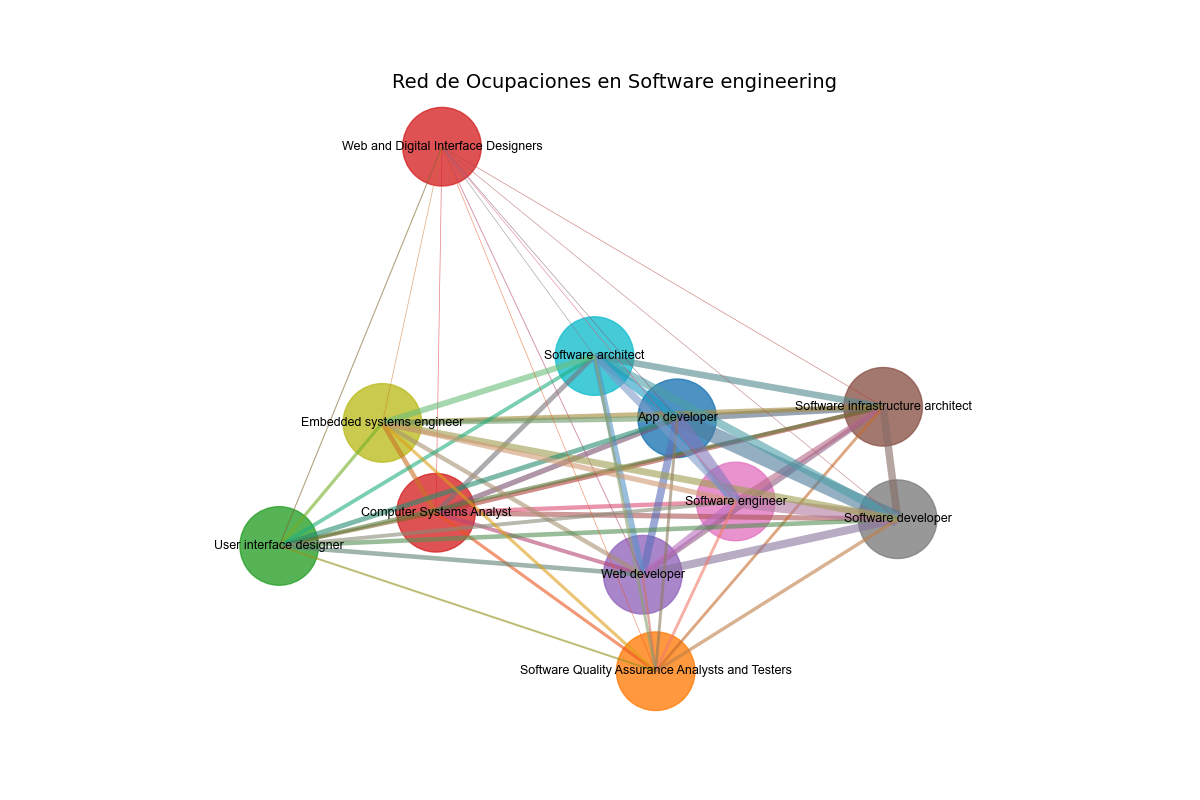 Red de Ocupaciones en Software engineering
Web and Digital Interface Designers
Software architect
Software infrastructure architect
App developer
Embedded systems engineer
Software engineer
Computer Systems Analyst
Software developer
User interface designer
Web developer
Software Quality Assurance Analysts and Testers